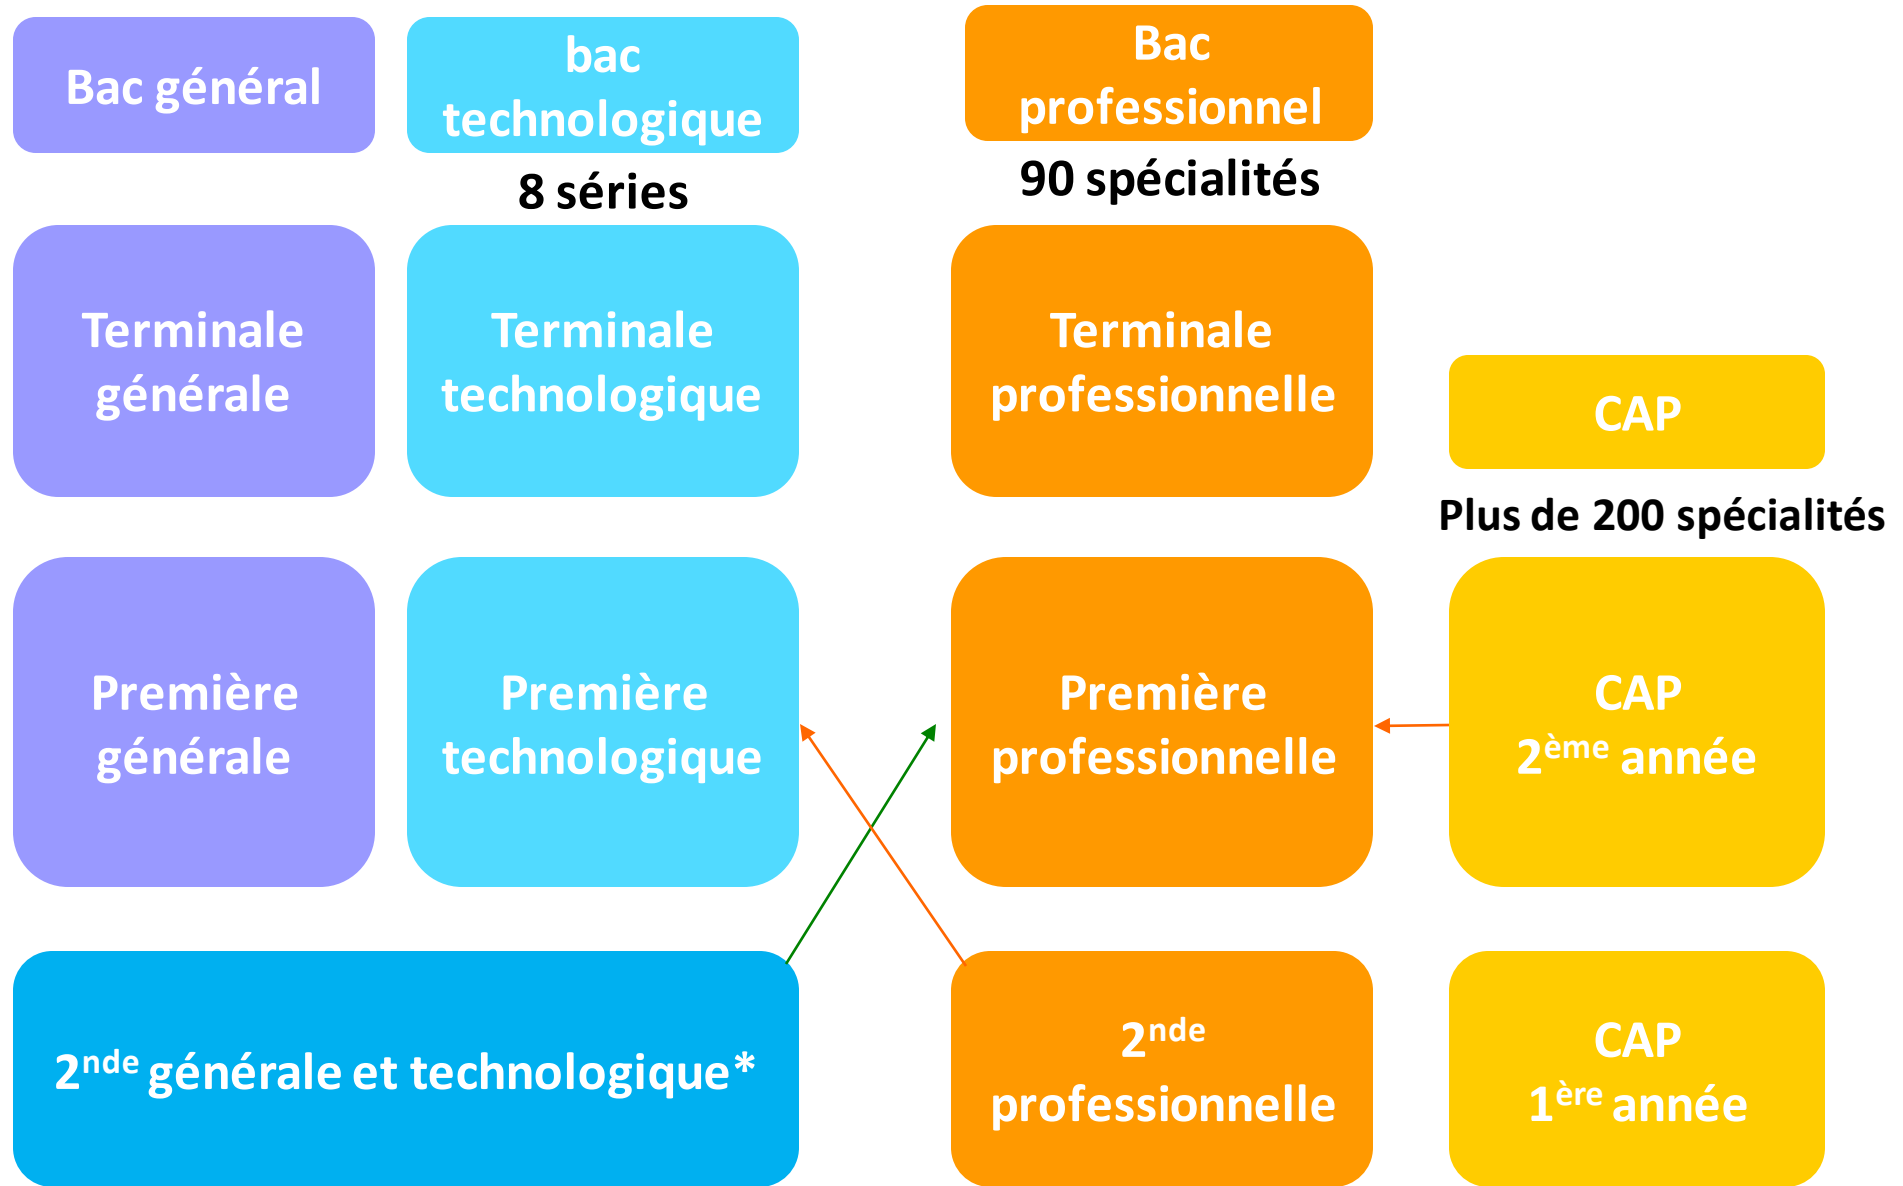 Bac général
bac
technologique
Bac
professionnel
8 séries
90 spécialités
Terminale
générale
Terminale
technologique
Terminale
professionnelle
CAP
Plus de 200 spécialités
Première
générale
Première
technologique
Première
professionnelle
CAP
2ème année
2nde générale et technologique*
2nde
professionnelle
CAP
1ère année